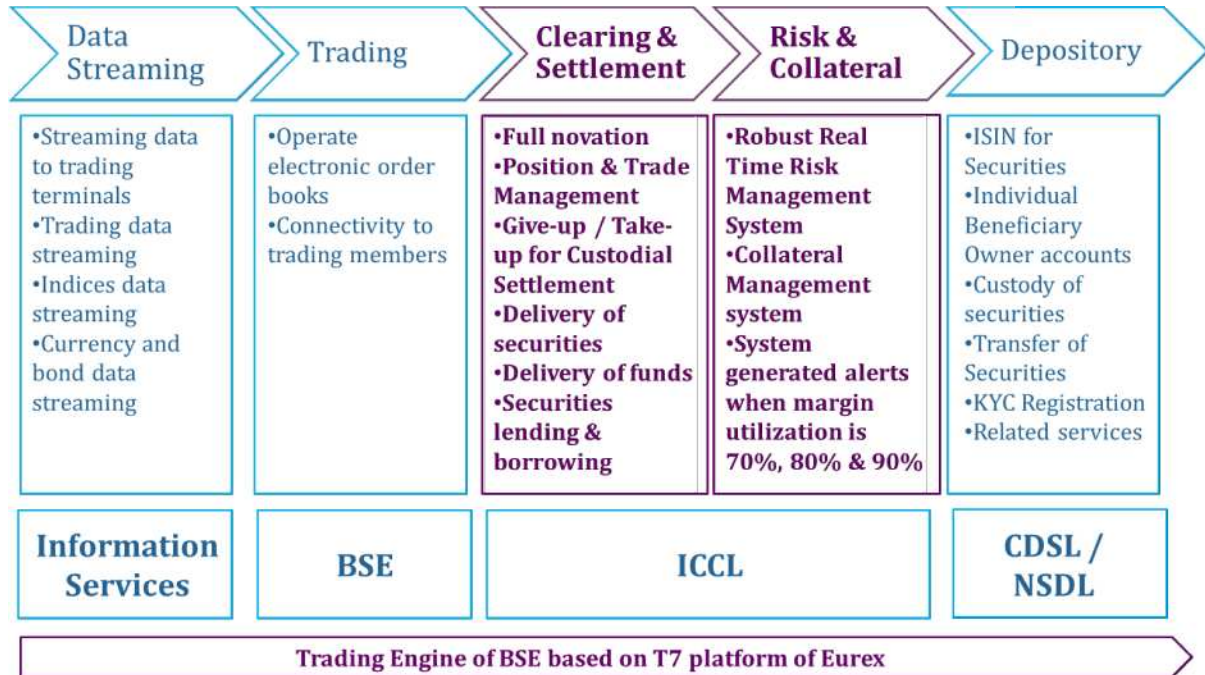 Data
Streaming
Trading
Clearing &
Settlement
Risk &
Collateral
Depository
•Streaming data
to trading
terminals
•Trading data
streaming
•Indices data
streaming
•Currency and
bond data
streaming
•Operate
electronic order
books
•Connectivity to
trading members
•Full novation
•Position & Trade
Management
•Give-up / Take-
up for Custodial
Settlement
•Delivery of
securities
•Delivery of funds
•Securities
lending &
borrowing
•Robust Real
Time Risk
Management
System
•Collateral
Management
system
•System
generated alerts
when margin
utilization is
70%, 80% & 90%
•ISIN for
Securities
•Individual
Beneficiary
Owner accounts
•Custody of
securities
•Transfer of
Securities
•KYC Registration
•Related services
Information
Services
BSE
ICCL
CDSL /
NSDL
Trading Engine of BSE based on T7 platform of Eurex